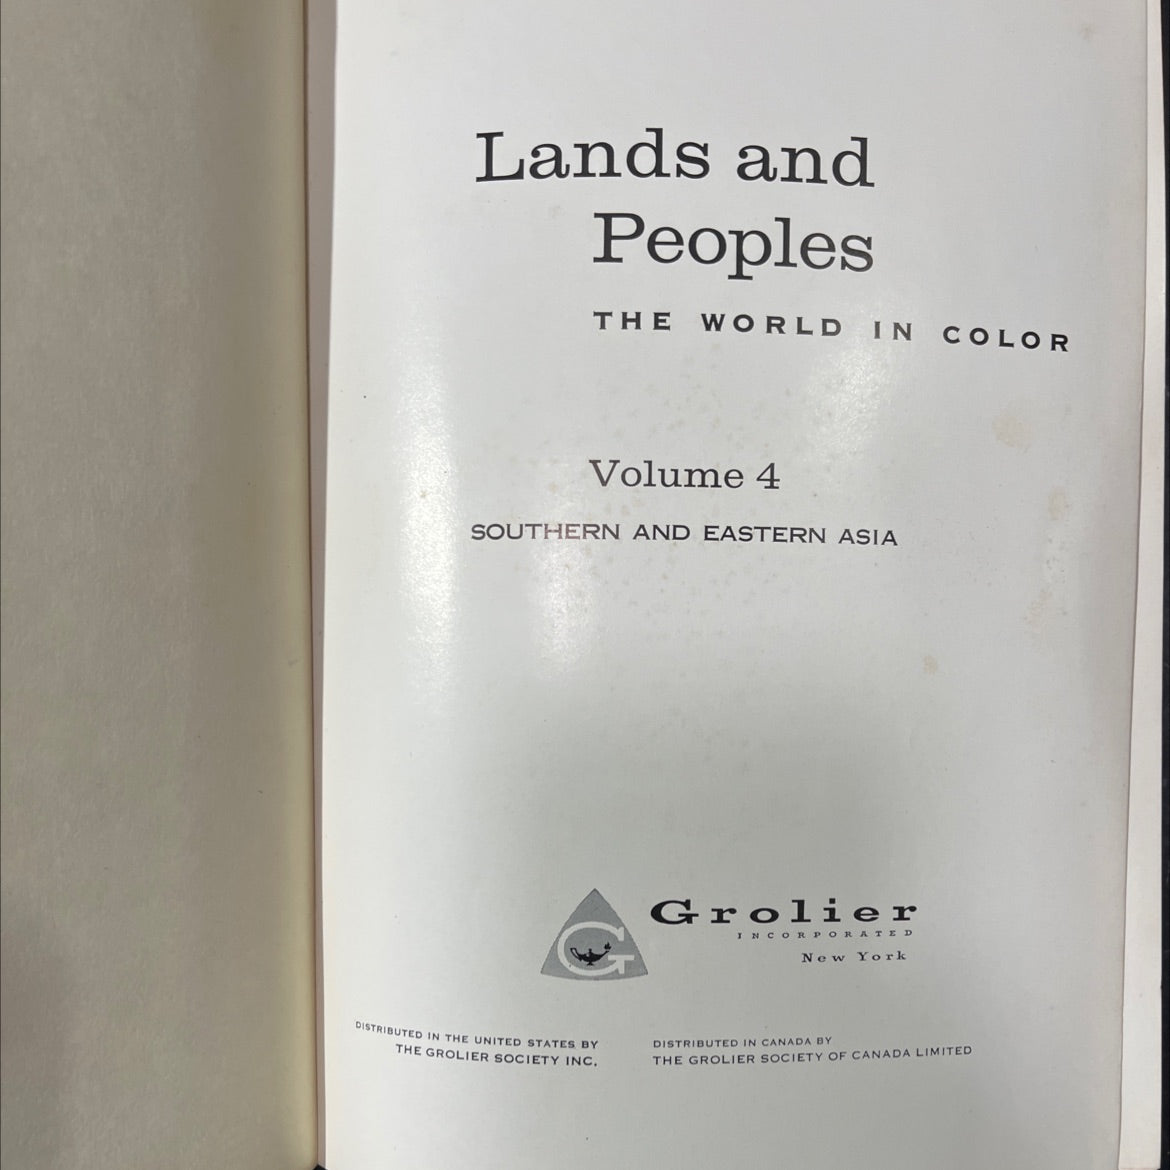 Lands and
Peoples
THE WORLD IN COLOR
Volume 4
SOUTHERN AND EASTERN ASIA
G
Grolier
INCORPORATED
New York
DISTRIBUTED IN THE UNITED STATES BY
THE GROLIER SOCIETY INC.
DISTRIBUTED IN CANADA BY
THE GROLIER SOCIETY OF CANADA LIMITED